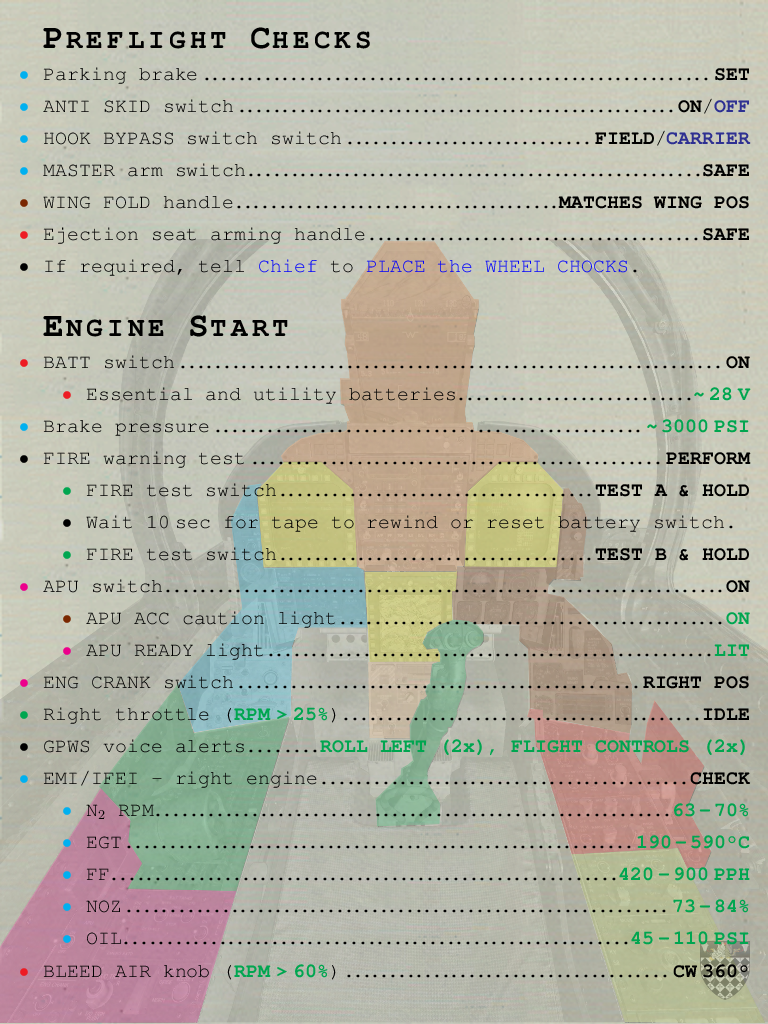 PREFLIGHT CHECKS
Parking brake.................................................... SET
ANTI SKID switch............................................ON/OFF
HOOK BYPASS switch switch.........................FIELD/CARRIER
MASTER arm switch..............................................SAFE
WING FOLD handle................................MATCHES WING POS
Ejection seat arming handle.................................SAFE
If required, tell Chief to PLACE the WHEEL CHOCKS.
ENGINE START
BATT switch.......................................................ON
Essential and utility batteries........................~28 V
Brake pressure...........................................~3000 PSI
FIRE warning test.........................................PERFORM
FIRE test switch................................TEST A & HOLD
Wait 10 sec for tape to rewind or reset battery switch.
FIRE test switch................................TEST B & HOLD
APU switch........................................................ON
APU ACC caution light.......................................ON
APU READY light.............................................LIT
ENG CRANK switch.........................................RIGHT POS
Right throttle (RPM > 25%)....................................IDLE
GPWS voice alerts........ROLL LEFT (2x), FLIGHT CONTROLS (2x)
EMI/IFEI – right engine.....................................CHECK
N₂ RPM....................................................63–70%
EGT...................................................190–590°C
FF...................................................420–900 PPH
NOZ.......................................................73–84%
OIL...................................................45–110 PSI
BLEED AIR knob (RPM > 60%).................................CW 360°